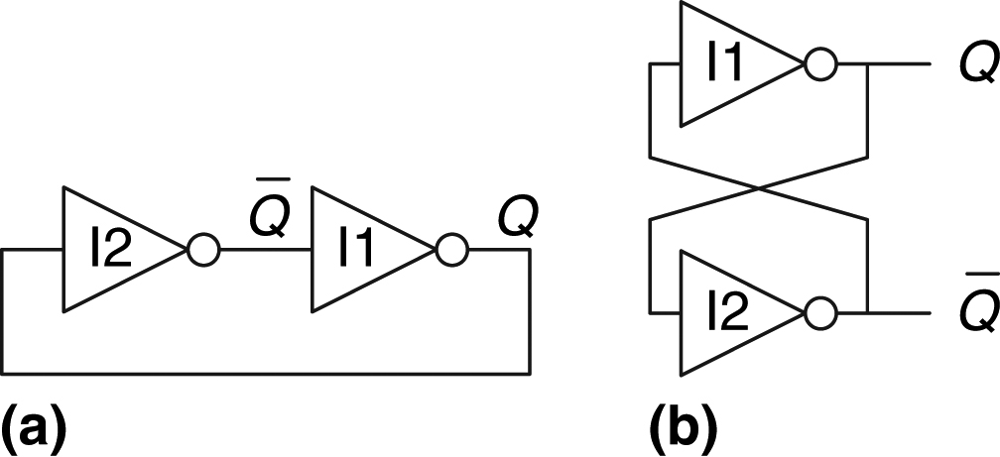 I1 Q
Q̅ Q
I2 I1
I2 Q̅
(a) (b)